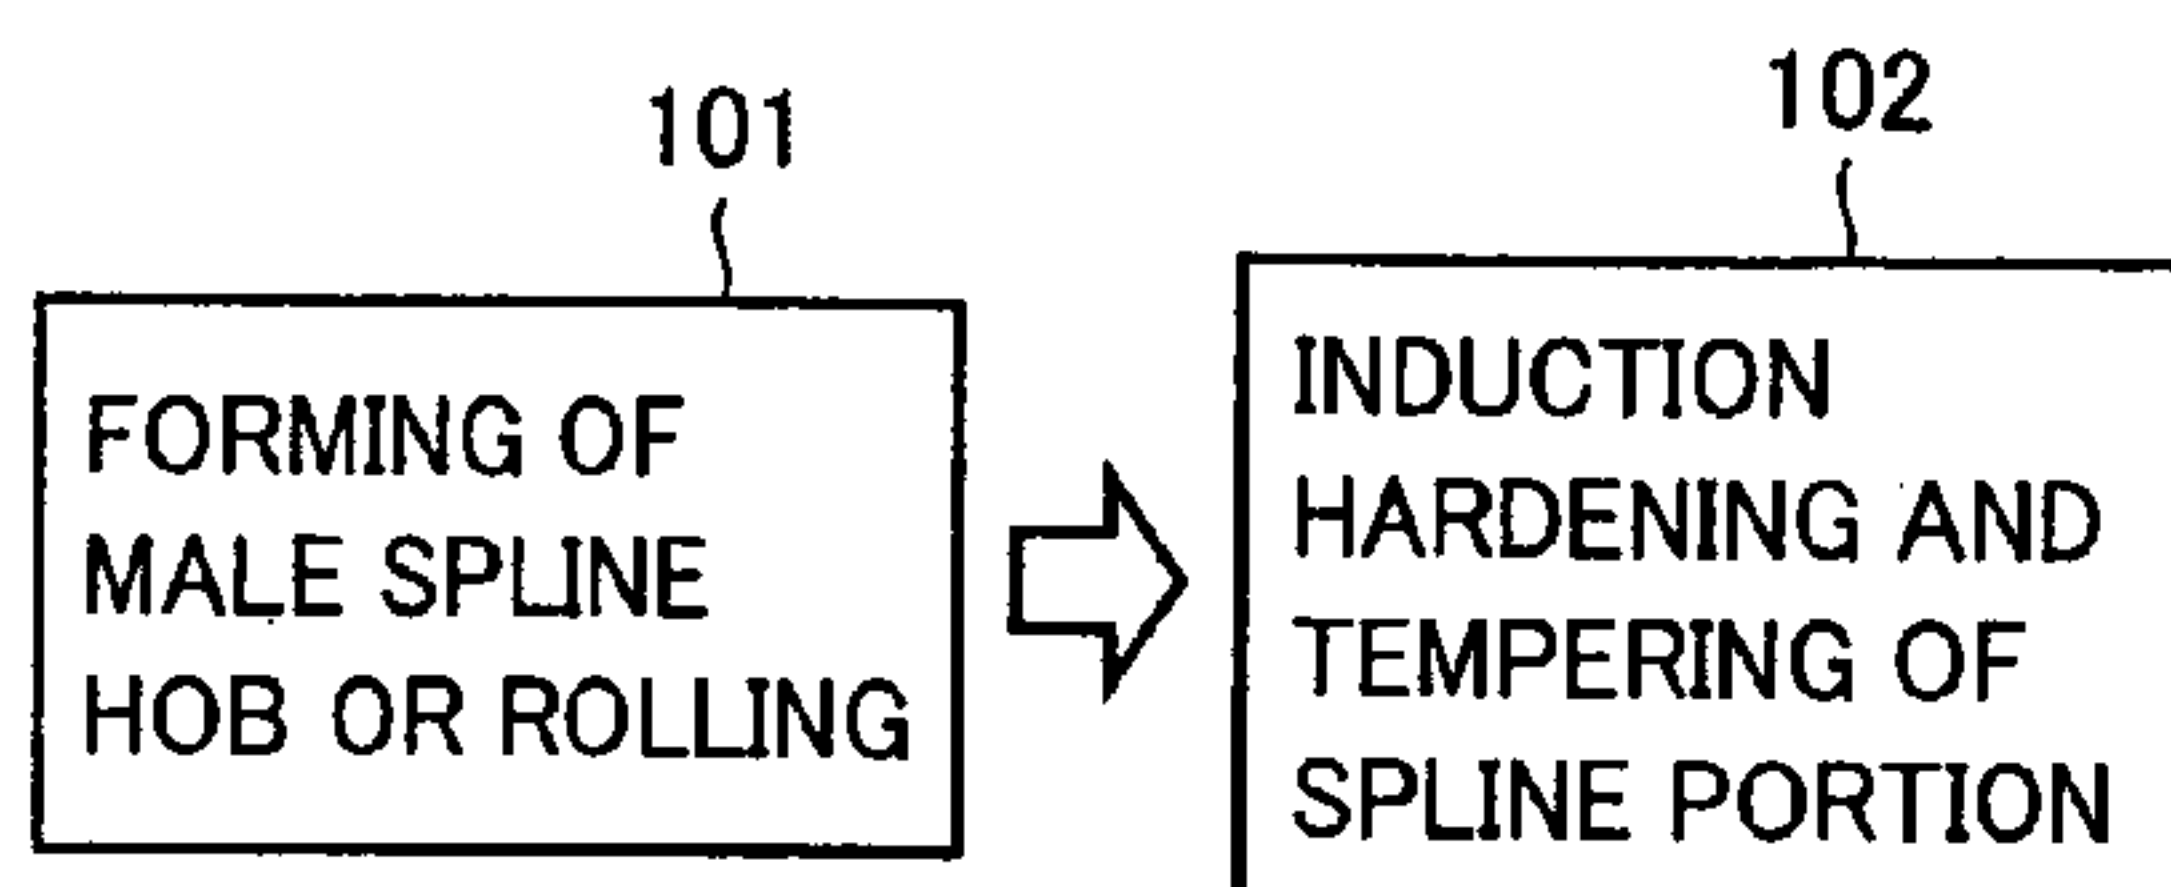 101
FORMING OF
MALE SPLINE
HOB OR ROLLING
102
INDUCTION
HARDENING AND
TEMPERING OF
SPLINE PORTION